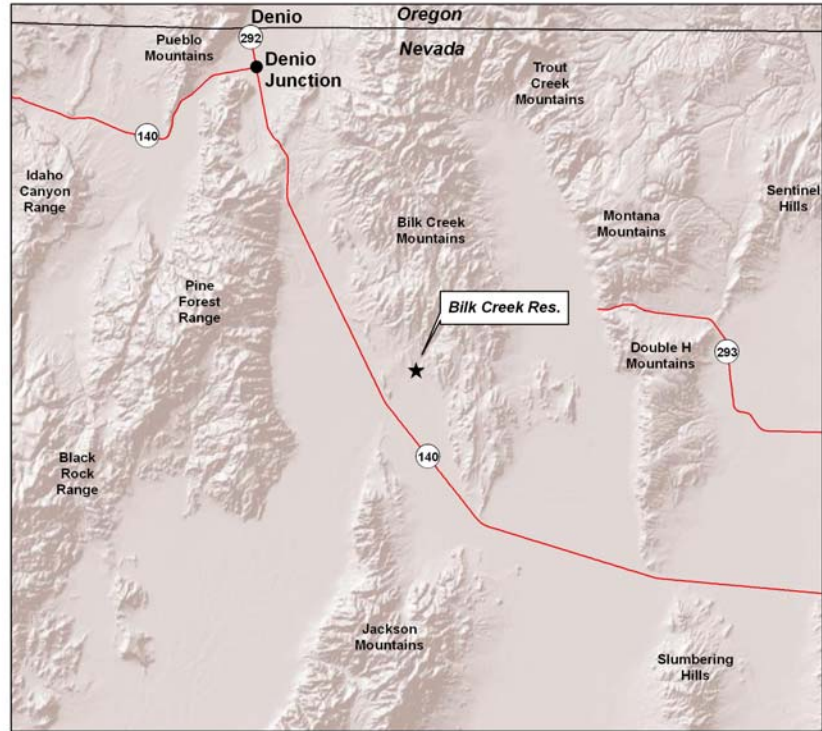 Denio
Oregon
292
Nevada
Pueblo
Mountains
Denio
Junction
Trout
Creek
Mountains
140
Idaho
Canyon
Range
Sentinel
Hills
Bilk Creek
Mountains
Montana
Mountains
Pine
Forest
Range
Bilk Creek Res.
Double H
Mountains
293
Black
Rock
Range
140
Jackson
Mountains
Slumbering
Hills